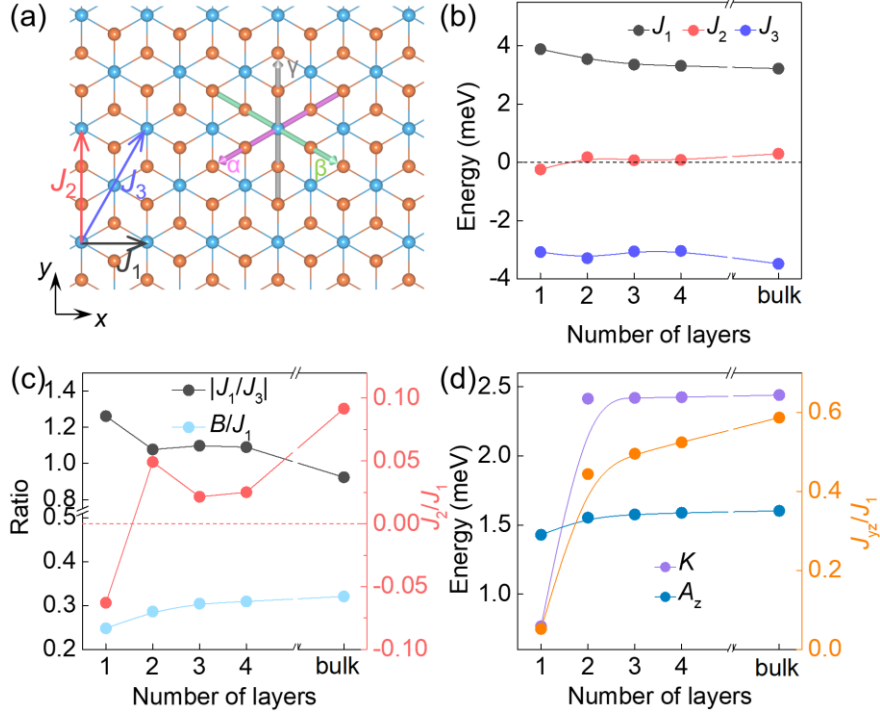 (a)
γ
α
β
J2
J3
J1
y
x
(b)
J1 J2 J3
Energy (meV)
4
2
0
-2
-4
1 2 3 4 bulk
Number of layers
(c)
|J1/J3|
B/J1
Ratio
1.4
1.2
1.0
0.8
0.5
0.4
0.3
0.2
0.10
0.05
0.00
-0.05
-0.10
J2/J1
1 2 3 4 bulk
Number of layers
(d)
Energy (meV)
2.5
2.0
1.5
1.0
K
Az
0.6
0.4
0.2
0.0
Jyz/J1
1 2 3 4 bulk
Number of layers